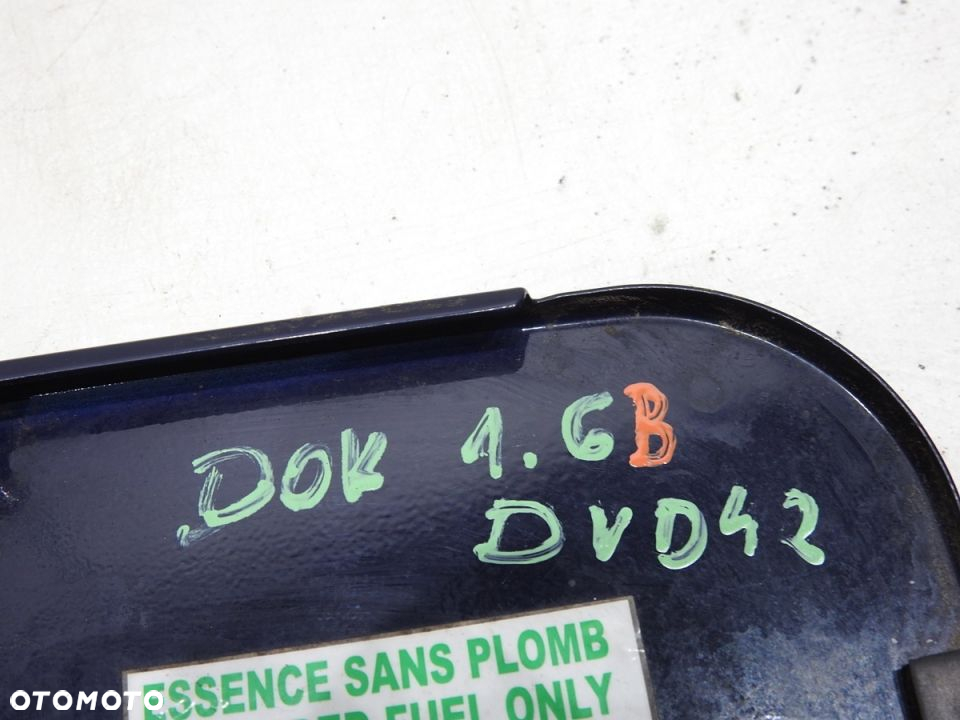 DOK 1.6B
DVD42
ESSENCE SANS PLOMB
FUEL ONLY
OTOMOTO